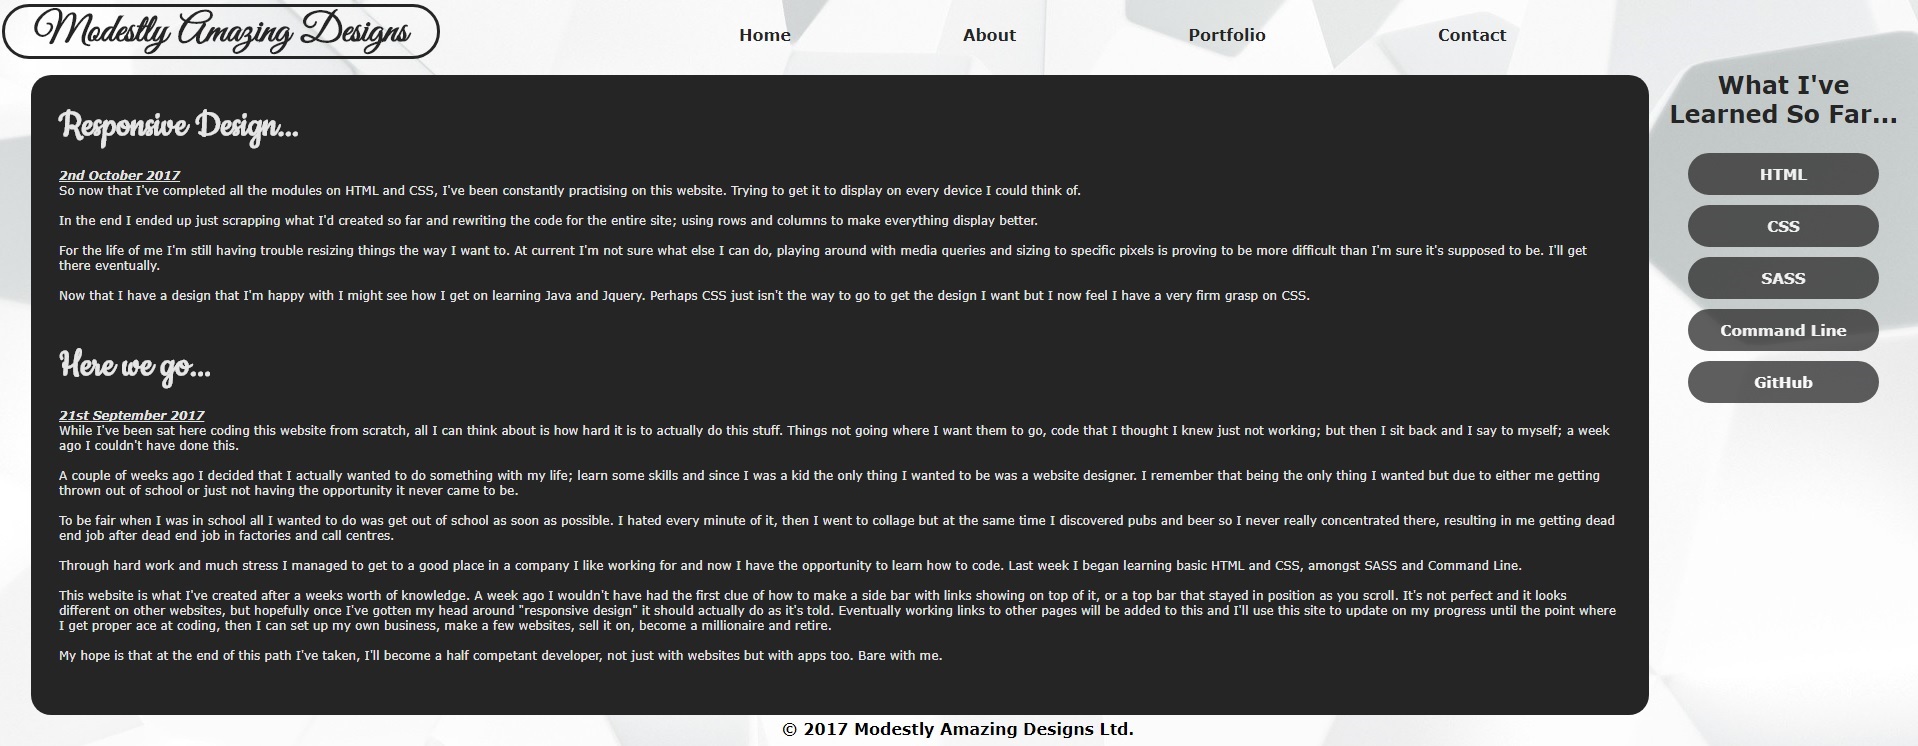 Modestly Amazing Designs
Home About Portfolio Contact
Responsive Design...
2nd October 2017
So now that I've completed all the modules on HTML and CSS, I've been constantly practising on this website. Trying to get it to display on every device I could think of.
In the end I ended up just scrapping what I'd created so far and rewriting the code for the entire site; using rows and columns to make everything display better.
For the life of me I'm still having trouble resizing things the way I want to. At current I'm not sure what else I can do, playing around with media queries and sizing to specific pixels is proving to be more difficult than I'm sure it's supposed to be. I'll get
there eventually.
Now that I have a design that I'm happy with I might see how I get on learning Java and Jquery. Perhaps CSS just isn't the way to go to get the design I want but I now feel I have a very firm grasp on CSS.
Here we go...
21st September 2017
While I've been sat here coding this website from scratch, all I can think about is how hard it is to actually do this stuff. Things not going where I want them to go, code that I thought I knew just not working; but then I sit back and I say to myself; a week
ago I couldn't have done this.
A couple of weeks ago I decided that I actually wanted to do something with my life; learn some skills and since I was a kid the only thing I wanted to be was a website designer. I remember that being the only thing I wanted but due to either me getting
thrown out of school or just not having the opportunity it never came to be.
To be fair when I was in school all I wanted to do was get out of school as soon as possible. I hated every minute of it, then I went to collage but at the same time I discovered pubs and beer so I never really concentrated there, resulting in me getting dead
end job after dead end job in factories and call centres.
Through hard work and much stress I managed to get to a good place in a company I like working for and now I have the opportunity to learn how to code. Last week I began learning basic HTML and CSS, amongst SASS and Command Line.
This website is what I've created after a weeks worth of knowledge. A week ago I wouldn't have had the first clue of how to make a side bar with links showing on top of it, or a top bar that stayed in position as you scroll. It's not perfect and it looks
different on other websites, but hopefully once I've gotten my head around "responsive design" it should actually do as it's told. Eventually working links to other pages will be added to this and I'll use this site to update on my progress until the point where
I get proper ace at coding, then I can set up my own business, make a few websites, sell it on, become a millionaire and retire.
My hope is that at the end of this path I've taken, I'll become a half competant developer, not just with websites but with apps too. Bare with me.
What I've
Learned So Far...
HTML
CSS
SASS
Command Line
GitHub
© 2017 Modestly Amazing Designs Ltd.